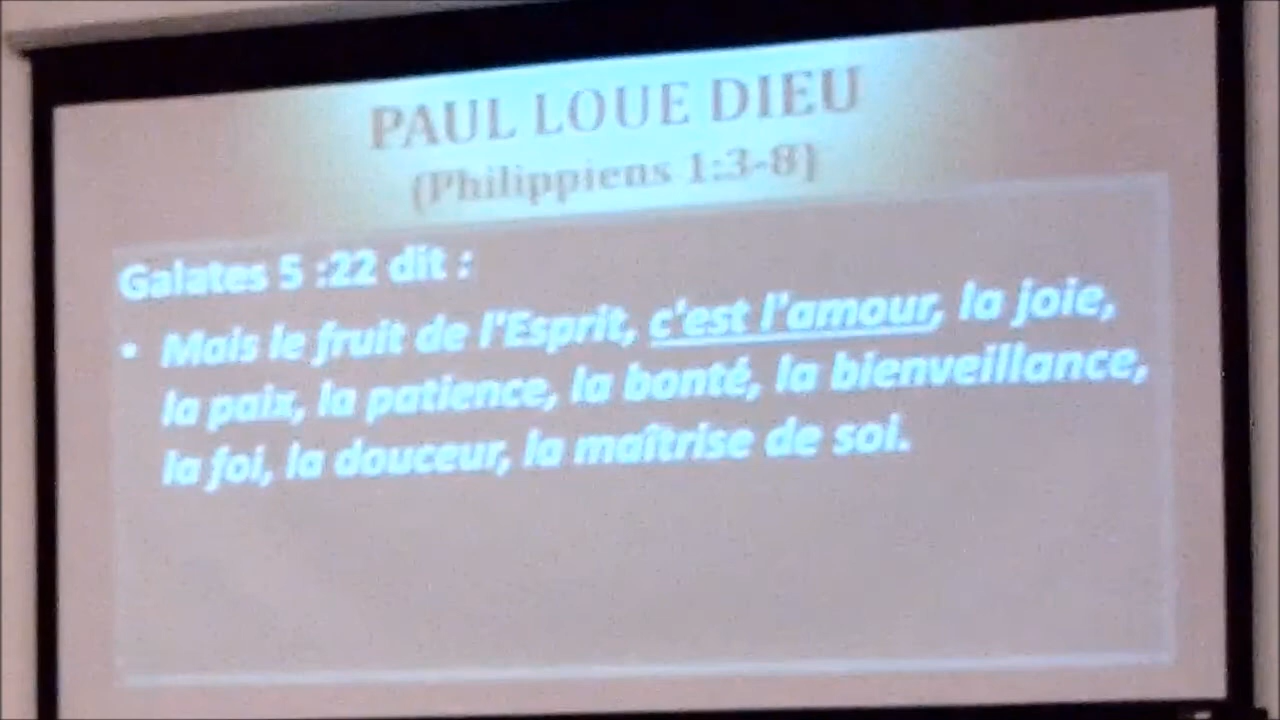 PAUL LOUE DIEU
(Philippiens 1:3-8)
Galates 5 :22 dit :
• Mais le fruit de l'Esprit, c'est l'amour, la joie,
la paix, la patience, la bonté, la bienveillance,
la foi, la douceur, la maîtrise de soi.